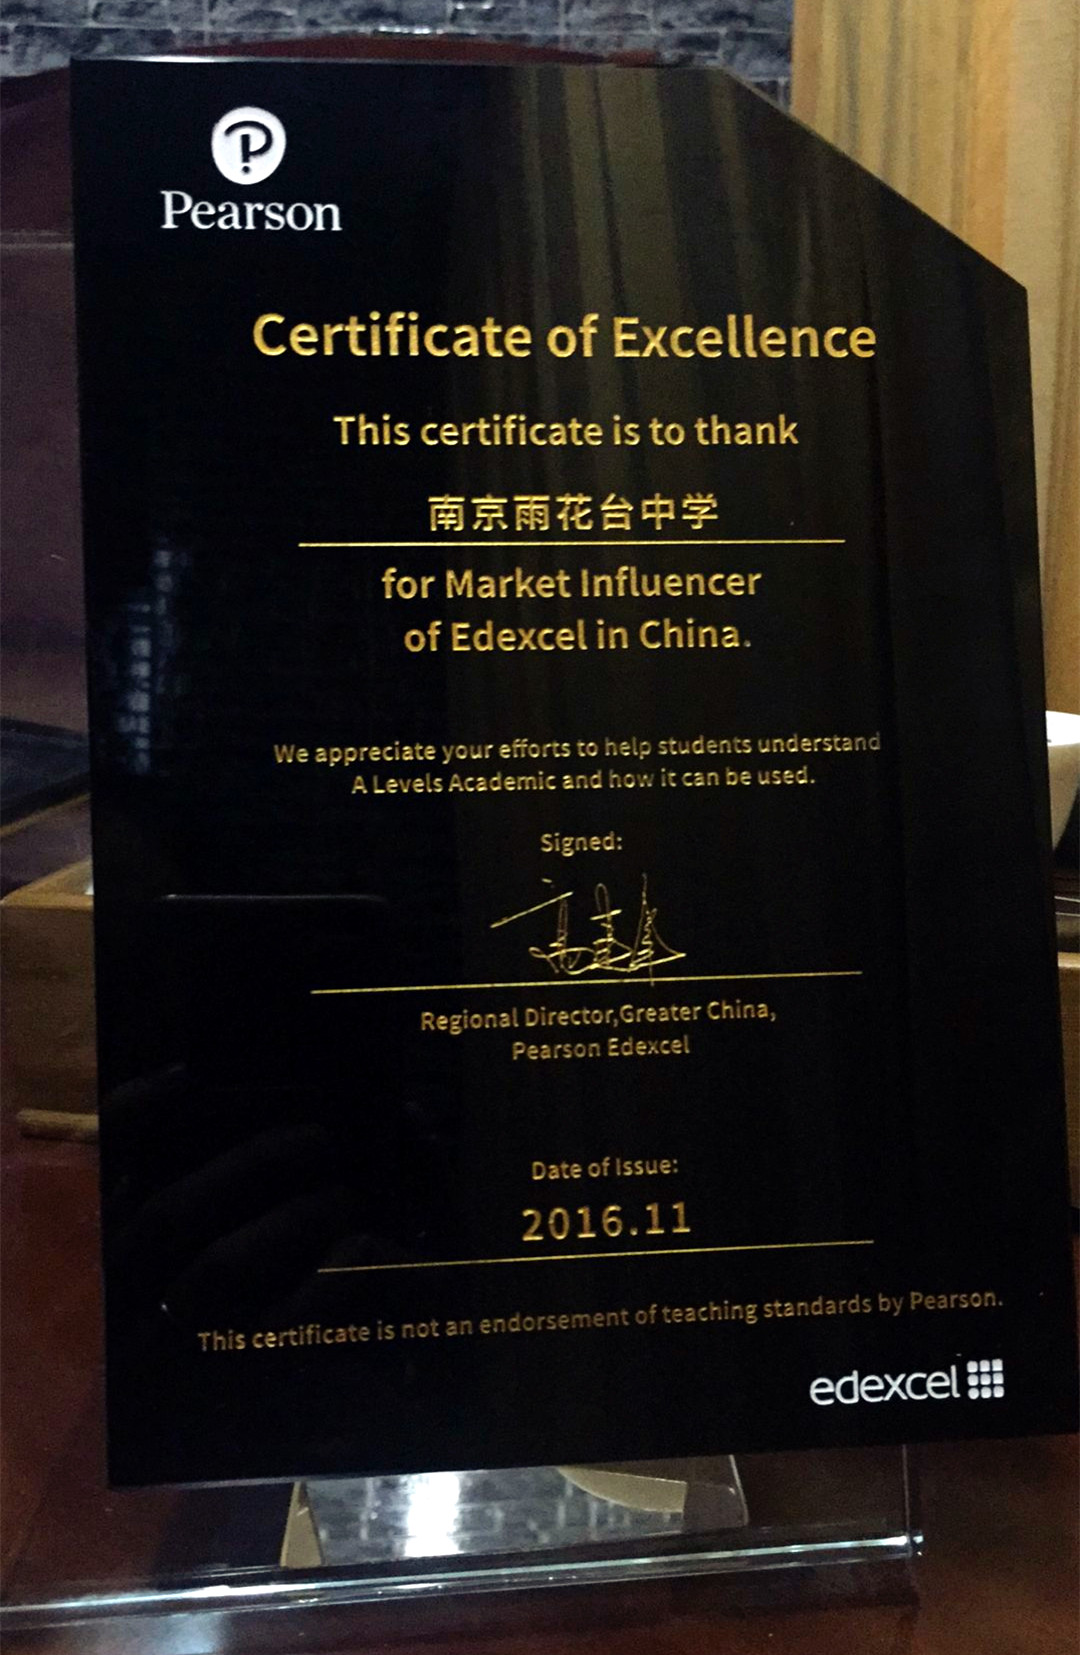 Pearson
Certificate of Excellence
This certificate is to thank
南京雨花台中学
for Market Influencer
of Edexcel in China.
We appreciate your efforts to help students understand
A Levels Academic and how it can be used.
Signed:
Regional Director,Greater China,
Pearson Edexcel
Date of Issue:
2016.11
This certificate is not an endorsement of teaching standards by Pearson.
edexcel